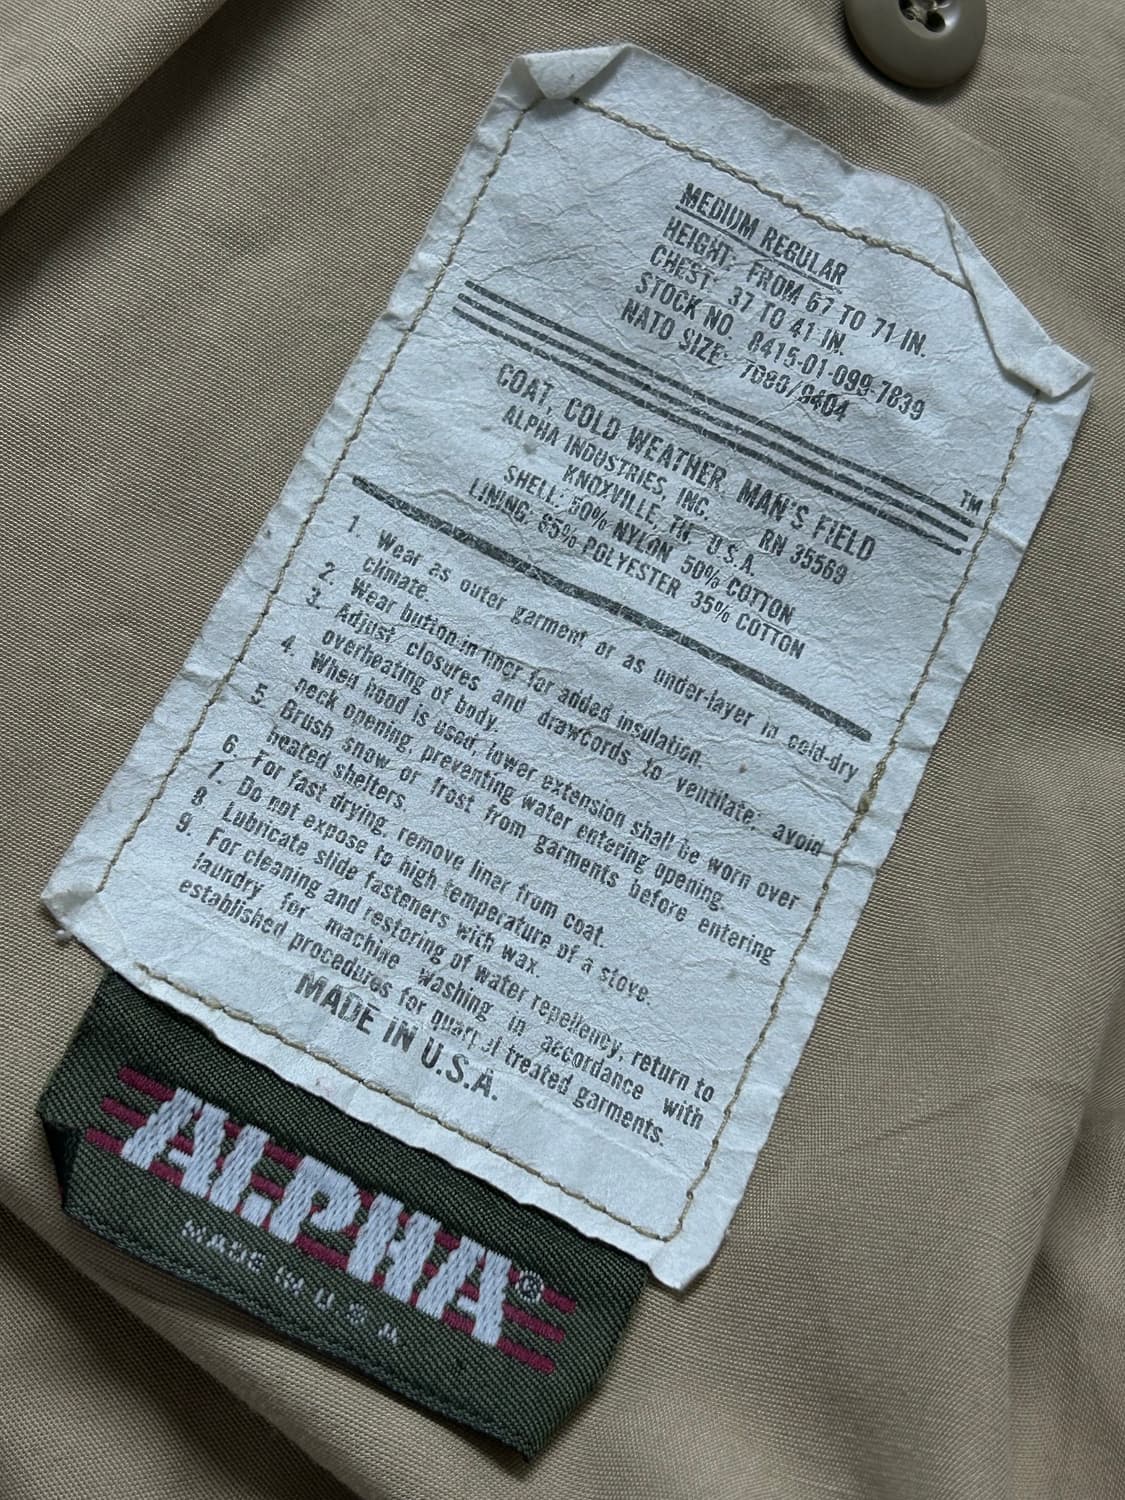 MEDIUM REGULAR
HEIGHT: FROM 67 TO 71 IN.
CHEST: 37 TO 41 IN.
STOCK NO. 8415-01-099-7839
NATO SIZE: 7080/9404
TM
COAT, COLD WEATHER, MAN'S FIELD
ALPHA INDUSTRIES, INC. RN 35569
KNOXVILLE, TN U.S.A.
SHELL: 50% NYLON 50% COTTON
LINING: 65% POLYESTER 35% COTTON
1. Wear as outer garment or as under-layer in cold-dry
climate.
2. Wear button-in liner for added insulation.
3. Adjust closures and drawcords to ventilate; avoid
overheating of body.
4. When hood is used, lower extension shall be worn over
neck opening, preventing water entering opening.
5. Brush snow or frost from garments before entering
heated shelters.
6. For fast drying, remove liner from coat.
7. Do not expose to high temperature of a stove.
8. Lubricate slide fasteners with wax.
9. For cleaning and restoring of water repellency, return to
laundry for machine washing in accordance with
established procedures for quarpel treated garments.
MADE IN U.S.A.
ALPHA®
MADE IN U S A